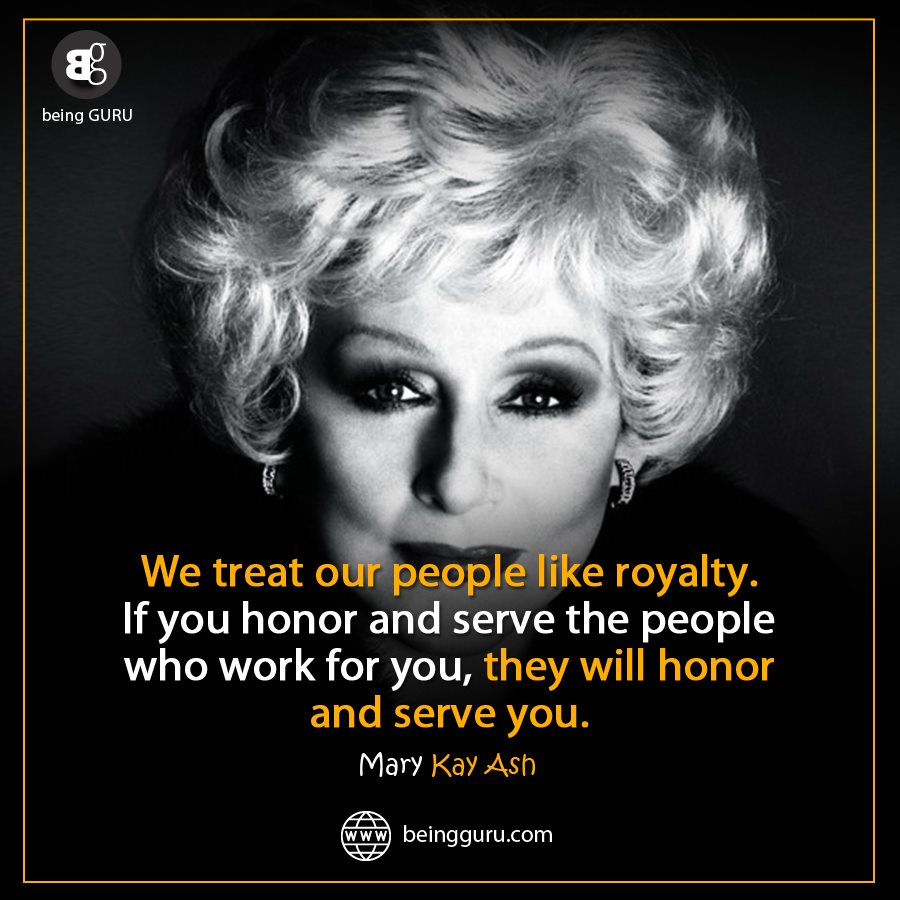 Bg
being GURU
We treat our people like royalty.
If you honor and serve the people
who work for you, they will honor
and serve you.
Mary Kay Ash
www beingguru.com